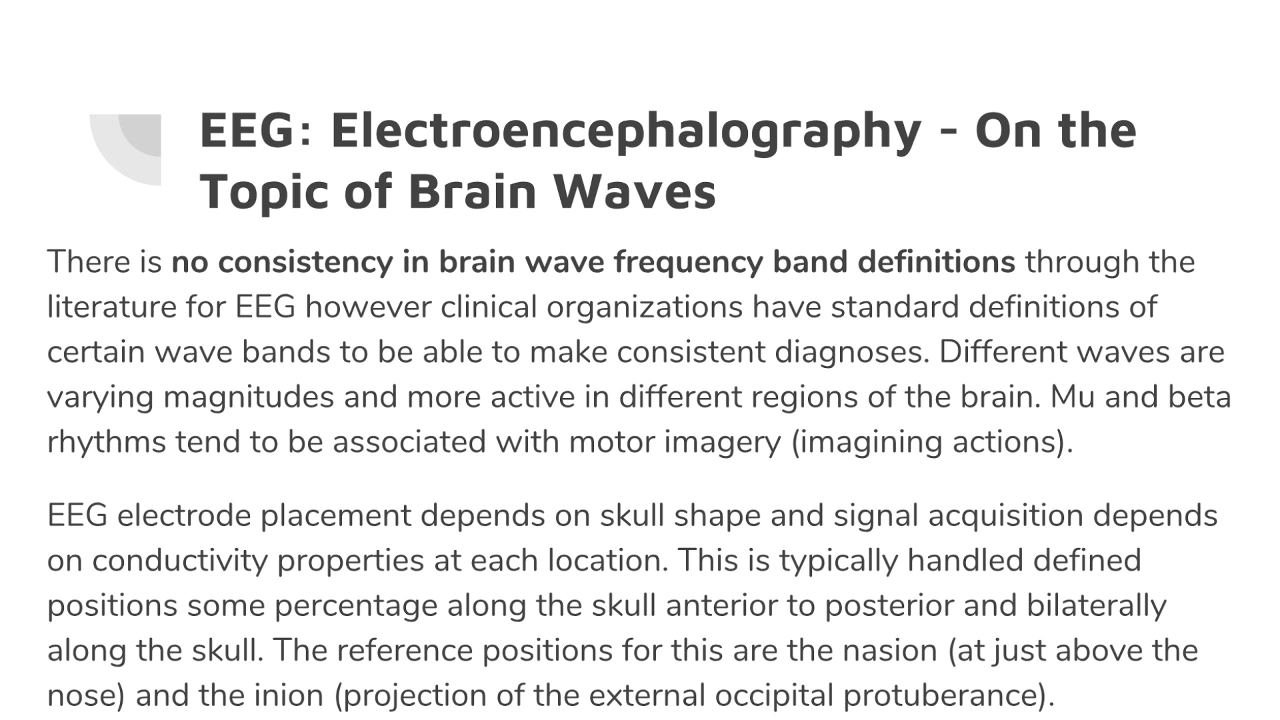 EEG: Electroencephalography - On the
Topic of Brain Waves
There is no consistency in brain wave frequency band definitions through the
literature for EEG however clinical organizations have standard definitions of
certain wave bands to be able to make consistent diagnoses. Different waves are
varying magnitudes and more active in different regions of the brain. Mu and beta
rhythms tend to be associated with motor imagery (imagining actions).
EEG electrode placement depends on skull shape and signal acquisition depends
on conductivity properties at each location. This is typically handled defined
positions some percentage along the skull anterior to posterior and bilaterally
along the skull. The reference positions for this are the nasion (at just above the
nose) and the inion (projection of the external occipital protuberance).